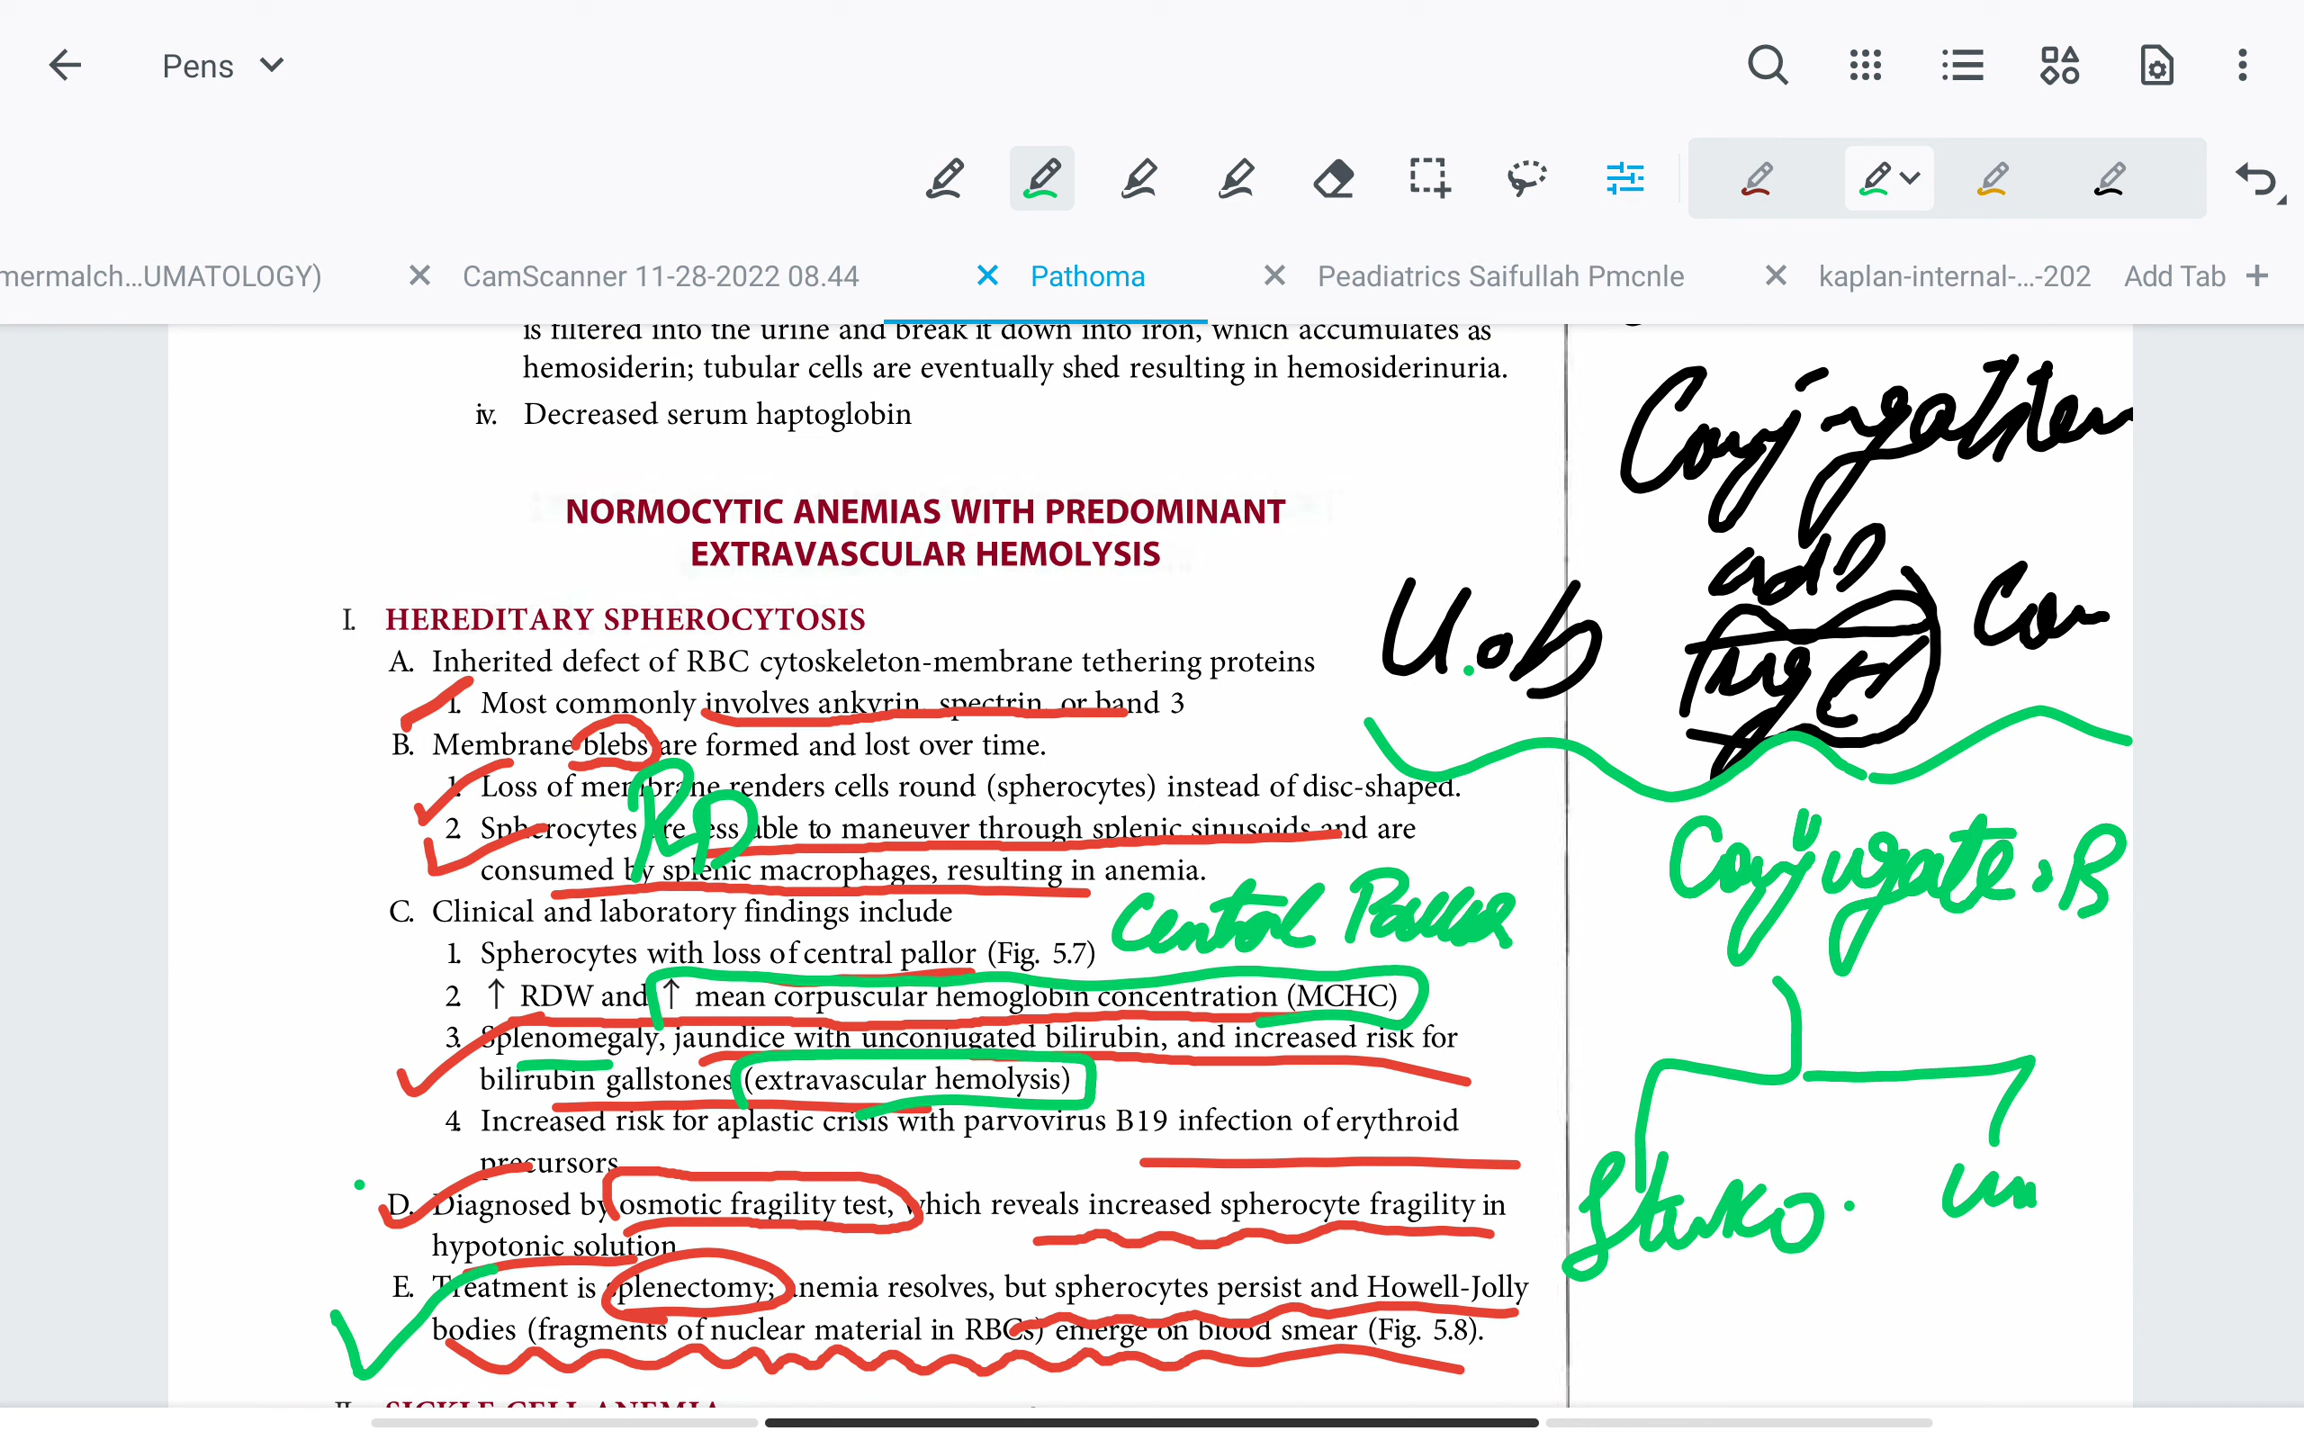 Pens
mermalch...UMATOLOGY)
CamScanner 11-28-2022 08.44
Pathoma
Peadiatrics Saifullah Pmcnle
kaplan-internal-...-202
Add Tab +
is filtered into the urine and break it down into iron, which accumulates as
hemosiderin; tubular cells are eventually shed resulting in hemosiderinuria.
iv. Decreased serum haptoglobin
NORMOCYTIC ANEMIAS WITH PREDOMINANT
EXTRAVASCULAR HEMOLYSIS
I. HEREDITARY SPHEROCYTOSIS
A. Inherited defect of RBC cytoskeleton-membrane tethering proteins
1. Most commonly involves ankyrin, spectrin, or band 3
B. Membrane blebs are formed and lost over time.
1. Loss of membrane renders cells round (spherocytes) instead of disc-shaped.
2. Spherocytes are less able to maneuver through splenic sinusoids and are
consumed by splenic macrophages, resulting in anemia.
C. Clinical and laboratory findings include
1. Spherocytes with loss of central pallor (Fig. 5.7)
2. ↑ RDW and ↑ mean corpuscular hemoglobin concentration (MCHC)
3. Splenomegaly, jaundice with unconjugated bilirubin, and increased risk for
bilirubin gallstones (extravascular hemolysis)
4. Increased risk for aplastic crisis with parvovirus B19 infection of erythroid
precursors
D. Diagnosed by osmotic fragility test, which reveals increased spherocyte fragility in
hypotonic solution
E. Treatment is splenectomy; anemia resolves, but spherocytes persist and Howell-Jolly
bodies (fragments of nuclear material in RBCs) emerge on blood smear (Fig. 5.8).
II. SICKLE CELL ANEMIA
U.ob
Con
RD
Central Pallor
Conjugate.B
Sterko.
un